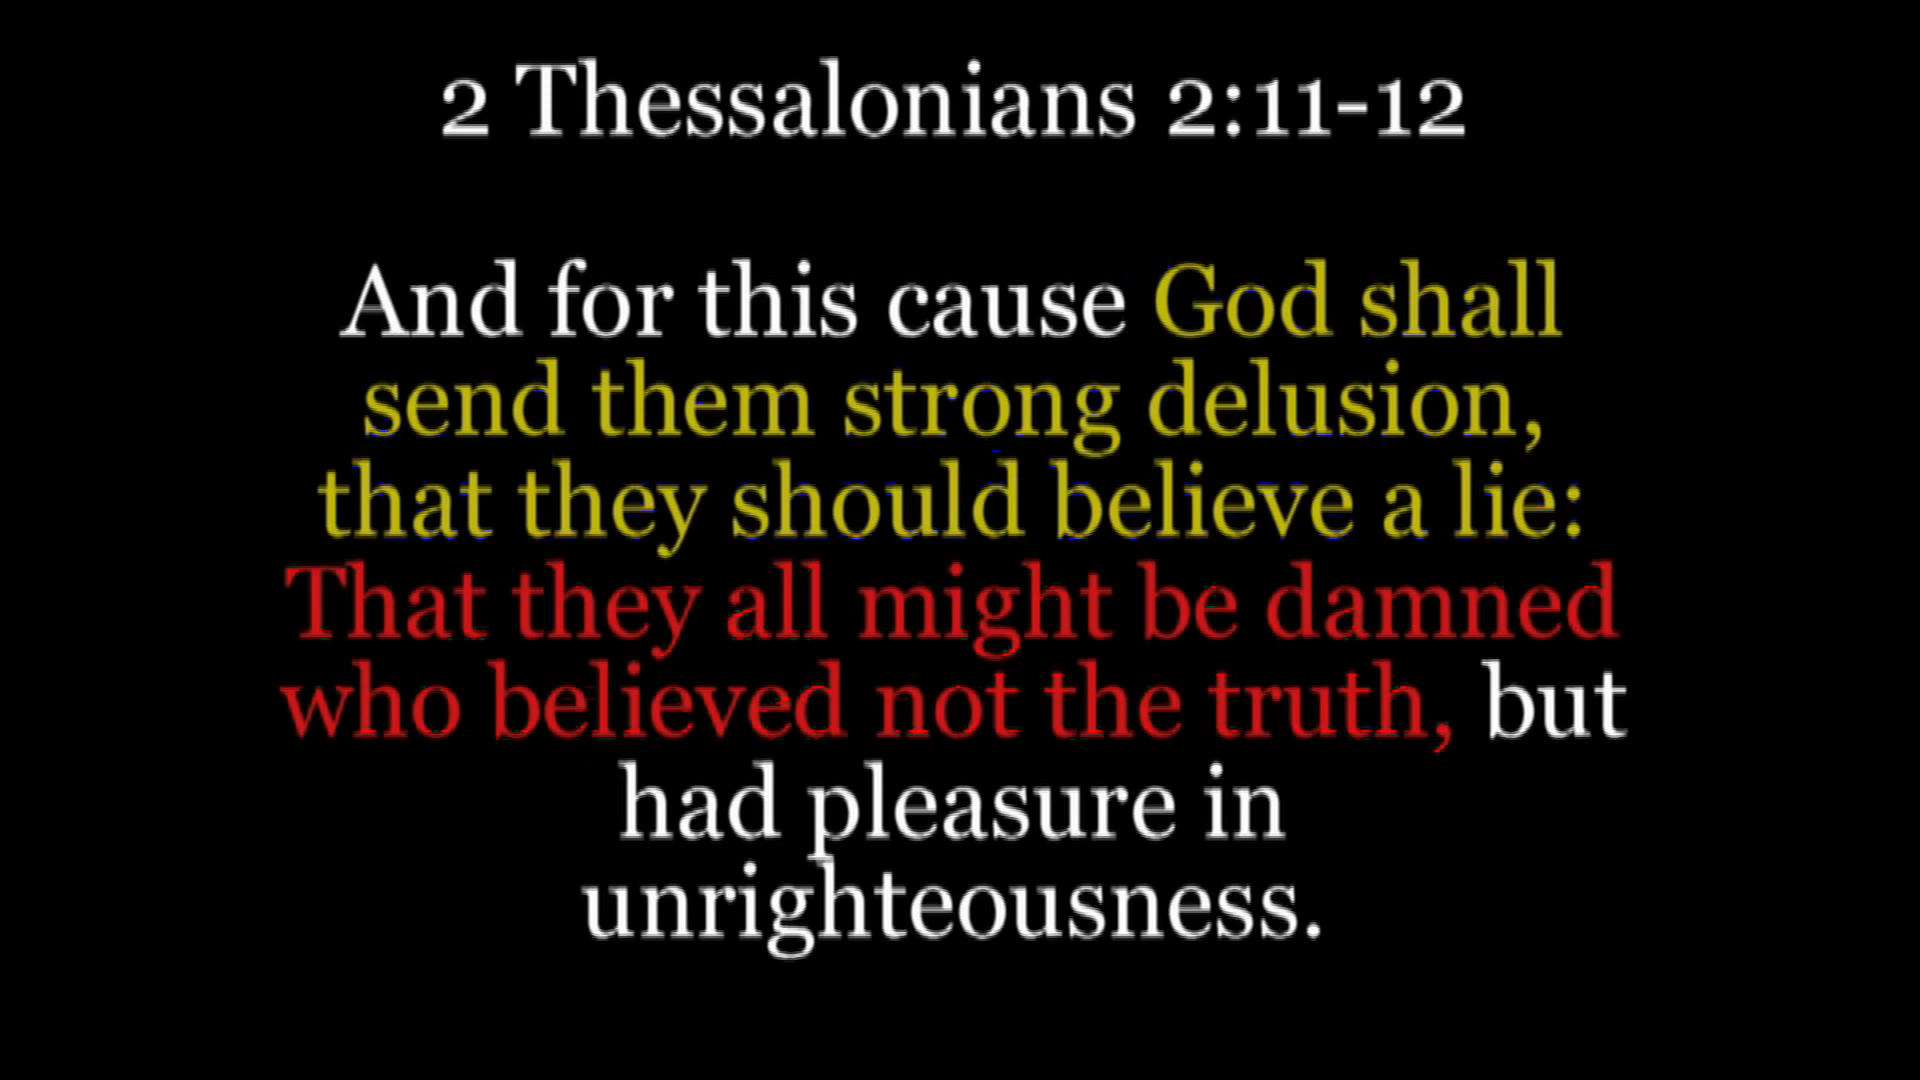 2 Thessalonians 2:11-12
And for this cause God shall
send them strong delusion,
that they should believe a lie:
That they all might be damned
who believed not the truth, but
had pleasure in
unrighteousness.